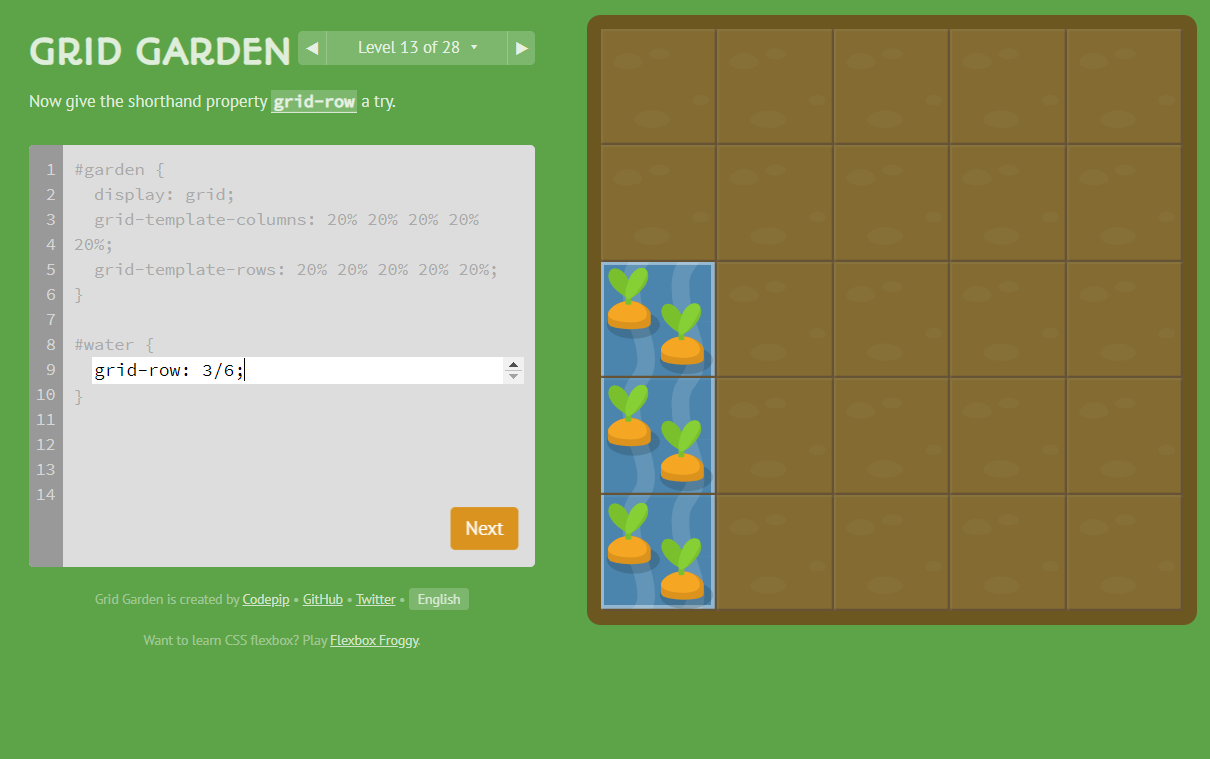 GRID GARDEN
◀ Level 13 of 28 ▾ ▶
Now give the shorthand property grid-row a try.
1 #garden {
2   display: grid;
3   grid-template-columns: 20% 20% 20% 20%
4 20%;
5   grid-template-rows: 20% 20% 20% 20% 20%;
6 }
7
8 #water {
9   grid-row: 3/6;
10 }
11
12
13
14
Next
Grid Garden is created by Codepip • GitHub • Twitter • English
Want to learn CSS flexbox? Play Flexbox Froggy.